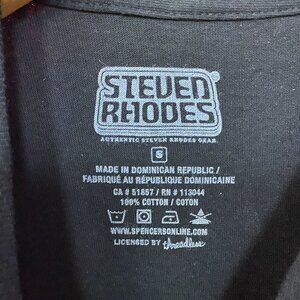 STEVEN
RHODES
AUTHENTIC STEVEN RHODES GEAR.
S
MADE IN DOMINICAN REPUBLIC /
FABRIQUÉ AU RÉPUBLIQUE DOMINICAINE
CA # 51857 / RN # 113044
100% COTTON / COTON
WWW.SPENCERSONLINE.COM
LICENSED BY threadless